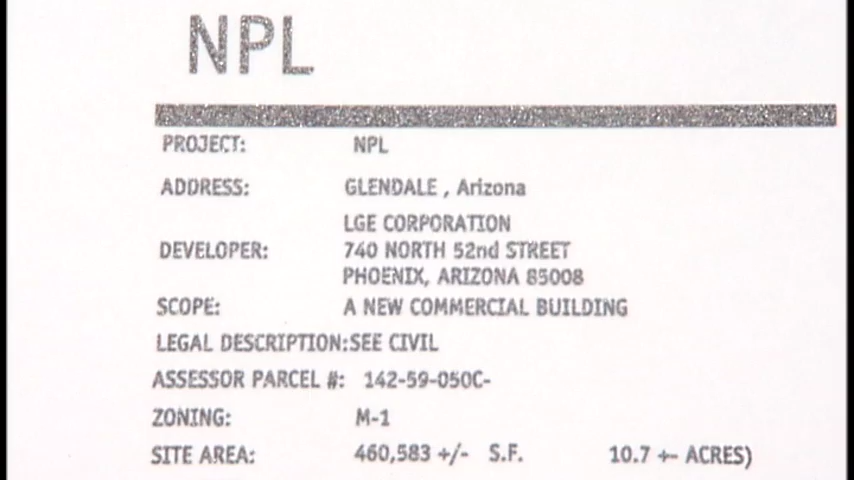 NPL
PROJECT: NPL
ADDRESS: GLENDALE , Arizona
LGE CORPORATION
DEVELOPER: 740 NORTH 52nd STREET
PHOENIX, ARIZONA 85008
SCOPE: A NEW COMMERCIAL BUILDING
LEGAL DESCRIPTION:SEE CIVIL
ASSESSOR PARCEL #: 142-59-050C-
ZONING: M-1
SITE AREA: 460,583 +/- S.F. 10.7 +- ACRES)